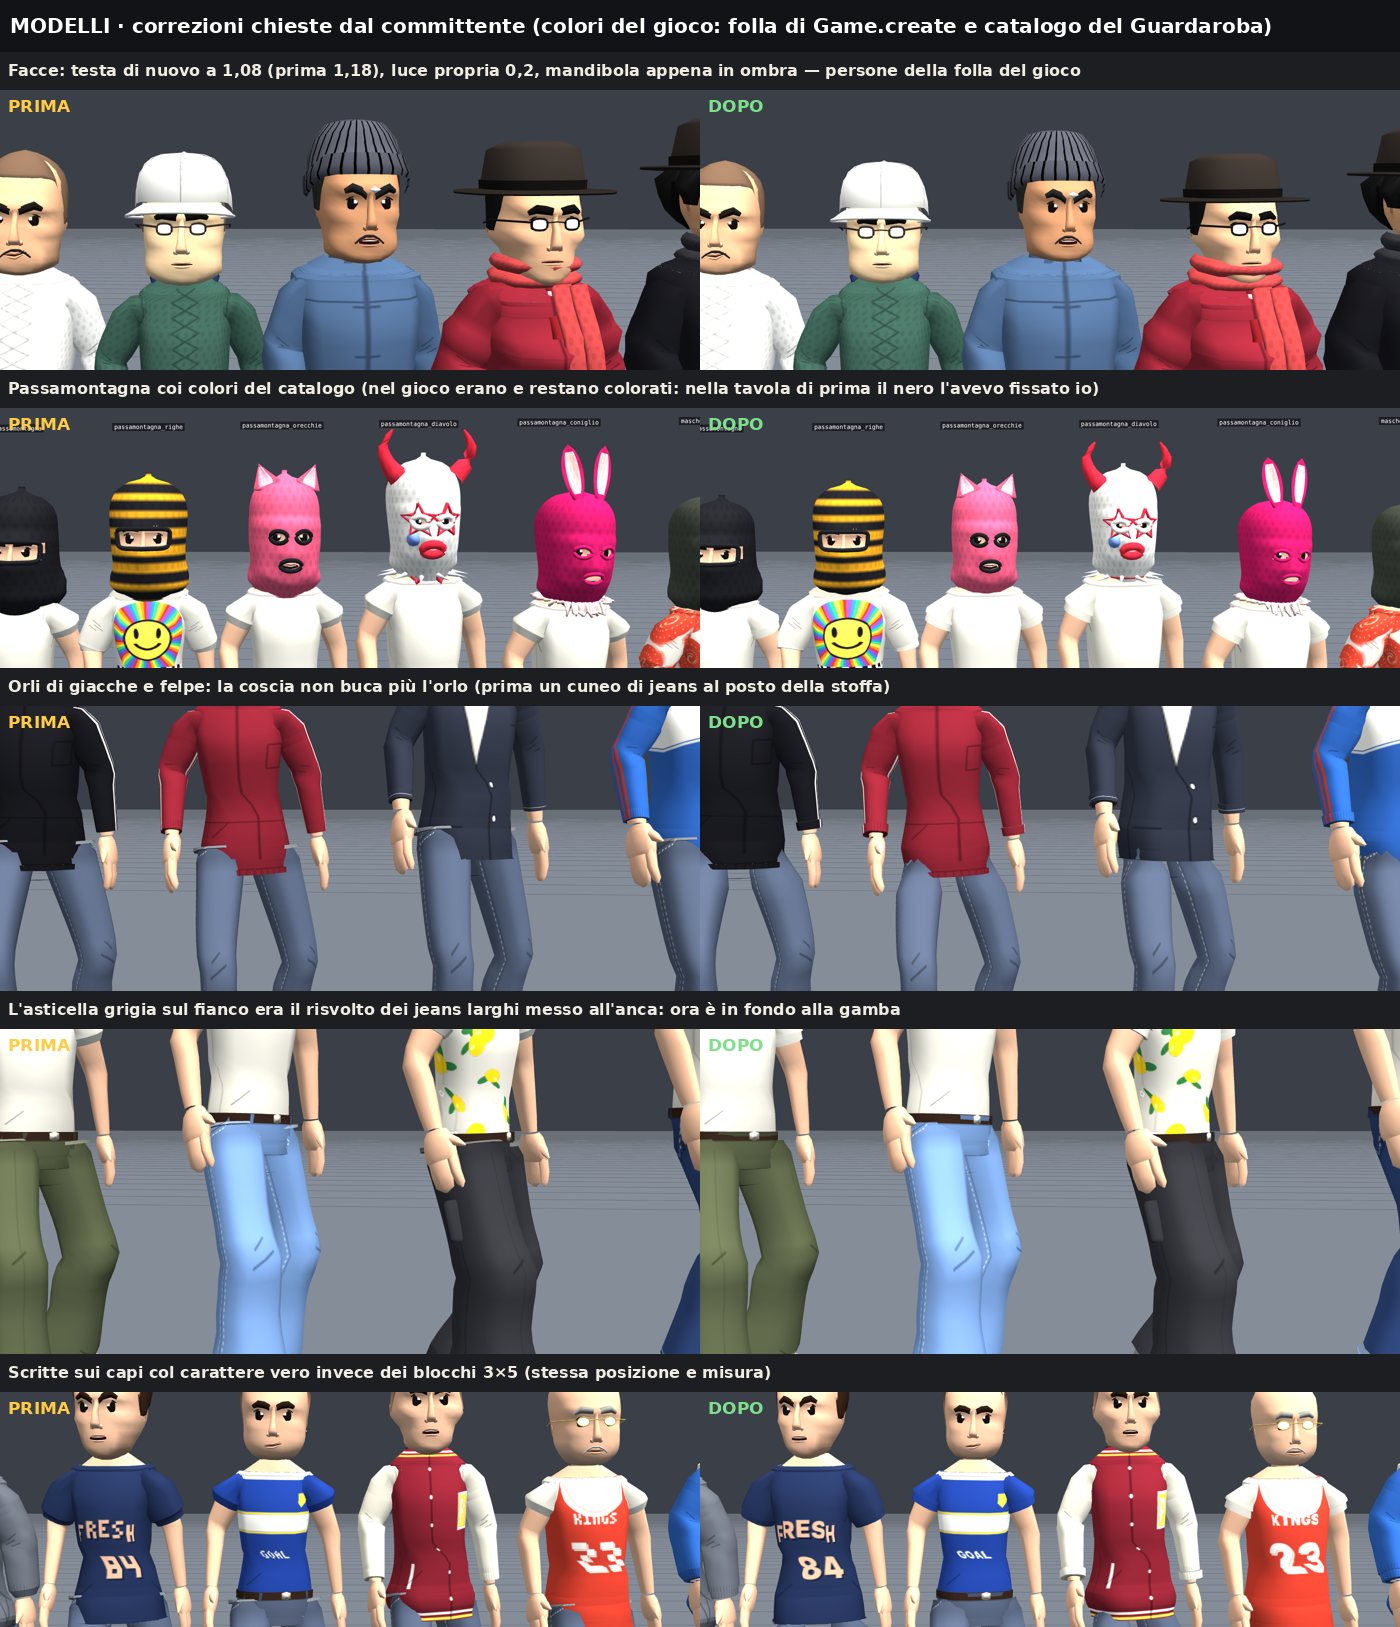 MODELLI · correzioni chieste dal committente (colori del gioco: folla di Game.create e catalogo del Guardaroba)
Facce: testa di nuovo a 1,08 (prima 1,18), luce propria 0,2, mandibola appena in ombra — persone della folla del gioco
PRIMA
DOPO
Passamontagna coi colori del catalogo (nel gioco erano e restano colorati: nella tavola di prima il nero l'avevo fissato io)
PRIMA
passamontagna_righe
passamontagna_orecchie
passamontagna_diavolo
passamontagna_coniglio
DOPO
passamontagna_righe
passamontagna_orecchie
passamontagna_diavolo
passamontagna_coniglio
Orli di giacche e felpe: la coscia non buca più l'orlo (prima un cuneo di jeans al posto della stoffa)
PRIMA
DOPO
L'asticella grigia sul fianco era il risvolto dei jeans larghi messo all'anca: ora è in fondo alla gamba
PRIMA
DOPO
Scritte sui capi col carattere vero invece dei blocchi 3×5 (stessa posizione e misura)
PRIMA
FRESH
84
GOAL
KINGS
23
DOPO
FRESH
84
GOAL
KINGS
23